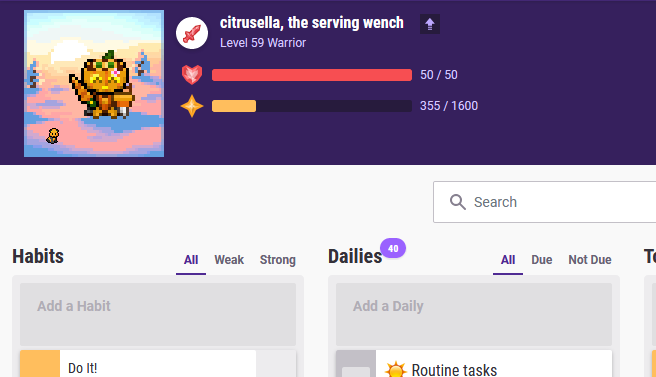 citrusella, the serving wench
Level 59 Warrior
50 / 50
355 / 1600
Search
Habits
All Weak Strong
Dailies 40
All Due Not Due
Add a Habit
Add a Daily
Do It!
Routine tasks